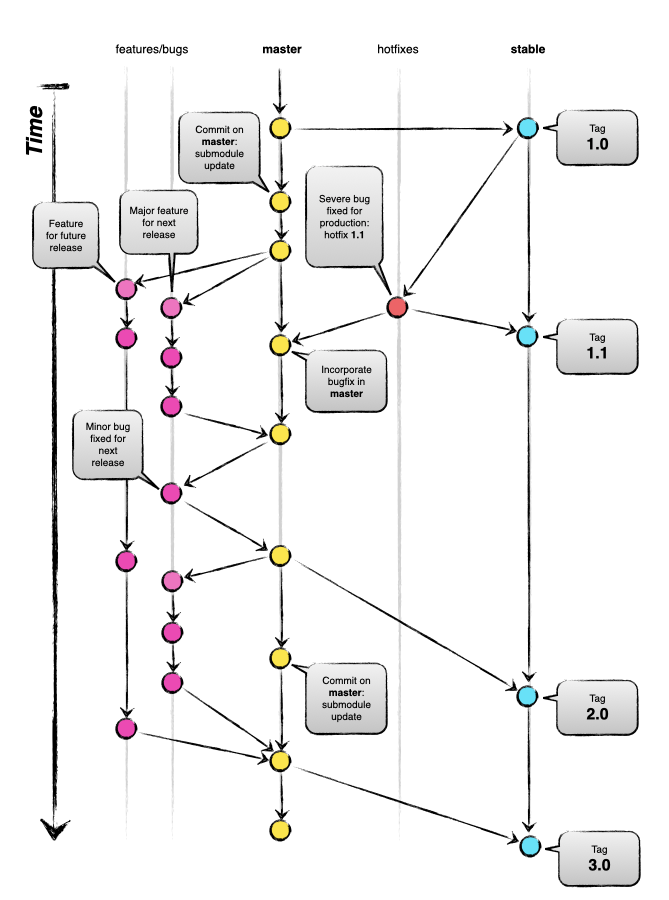 features/bugs
master
hotfixes
stable
Time
Tag
1.0
Commit on
master:
submodule
update
Severe bug
fixed for
production:
hotfix 1.1
Major feature
for next
release
Feature
for future
release
Tag
1.1
Incorporate
bugfix in
master
Minor bug
fixed for
next
release
Commit on
master:
submodule
update
Tag
2.0
Tag
3.0